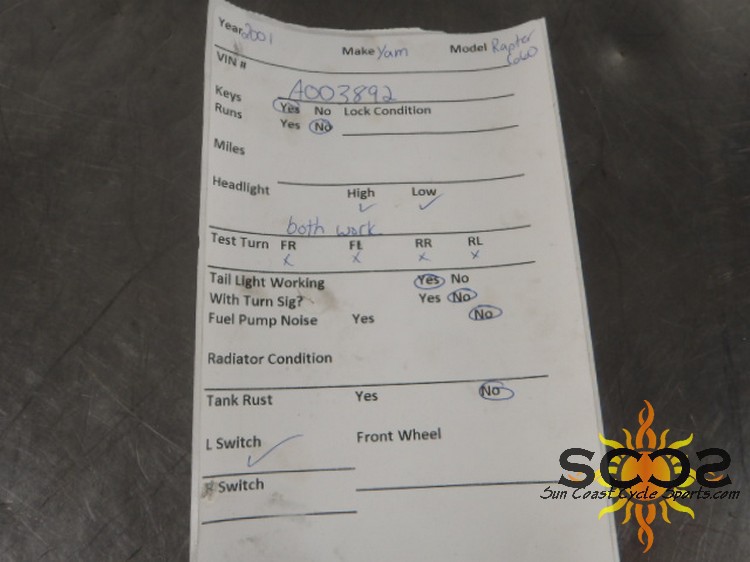 Year 2001 Make Yam Model Raptor 660
VIN # A003892
Keys Yes No Lock Condition
Runs Yes No
Miles
Headlight High Low
both work
Test Turn FR FL RR RL
x x x x
Tail Light Working Yes No
With Turn Sig? Yes No
Fuel Pump Noise Yes No
Radiator Condition
Tank Rust Yes No
L Switch Front Wheel
R Switch
SCCS
Sun Coast Cycle Sports.com